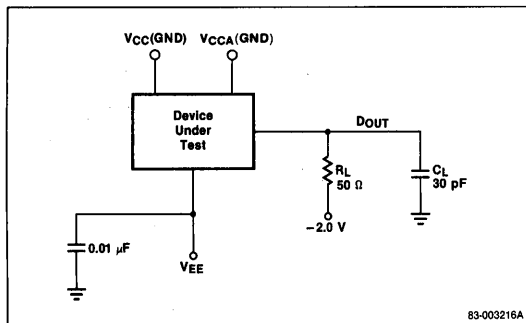 VCC(GND) VCCA(GND)
Device
Under
Test
DOUT
RL
50 Ω
CL
30 pF
−2.0 V
0.01 μF
VEE
83-003216A